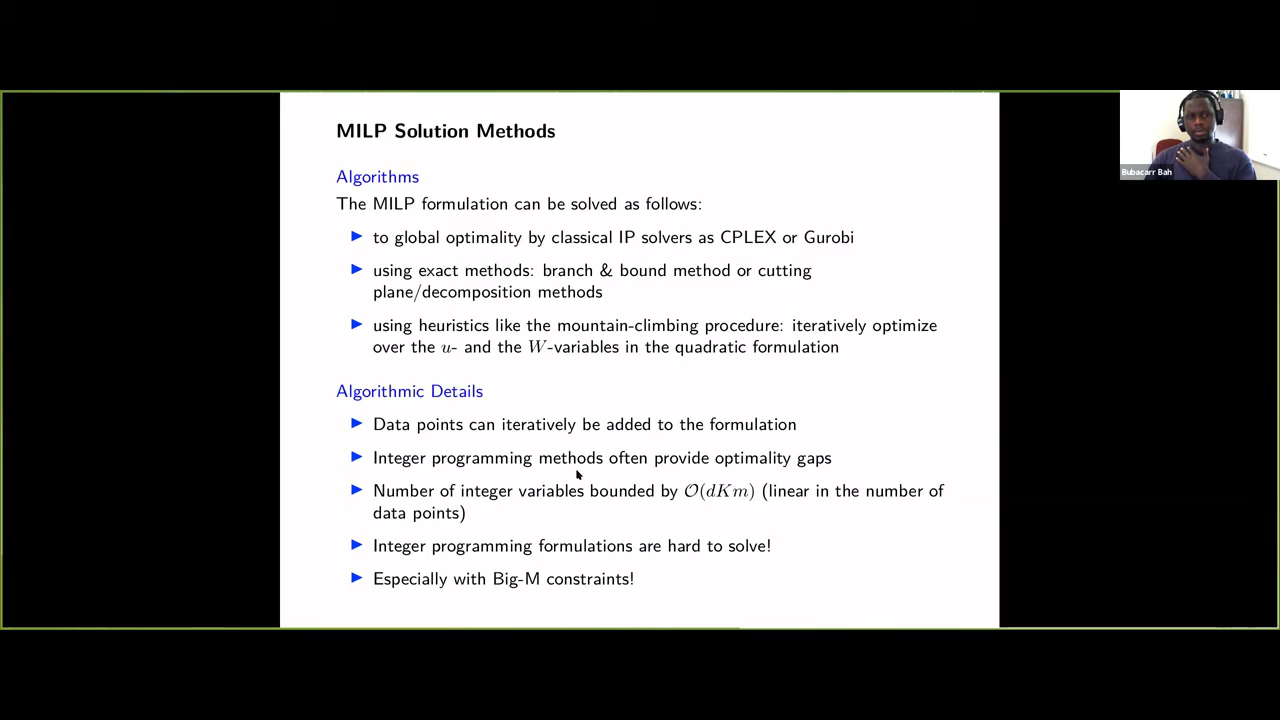 MILP Solution Methods
Algorithms
The MILP formulation can be solved as follows:
to global optimality by classical IP solvers as CPLEX or Gurobi
using exact methods: branch & bound method or cutting
plane/decomposition methods
using heuristics like the mountain-climbing procedure: iteratively optimize
over the u- and the W-variables in the quadratic formulation
Algorithmic Details
Data points can iteratively be added to the formulation
Integer programming methods often provide optimality gaps
Number of integer variables bounded by O(dKm) (linear in the number of
data points)
Integer programming formulations are hard to solve!
Especially with Big-M constraints!
Bubacarr Bah